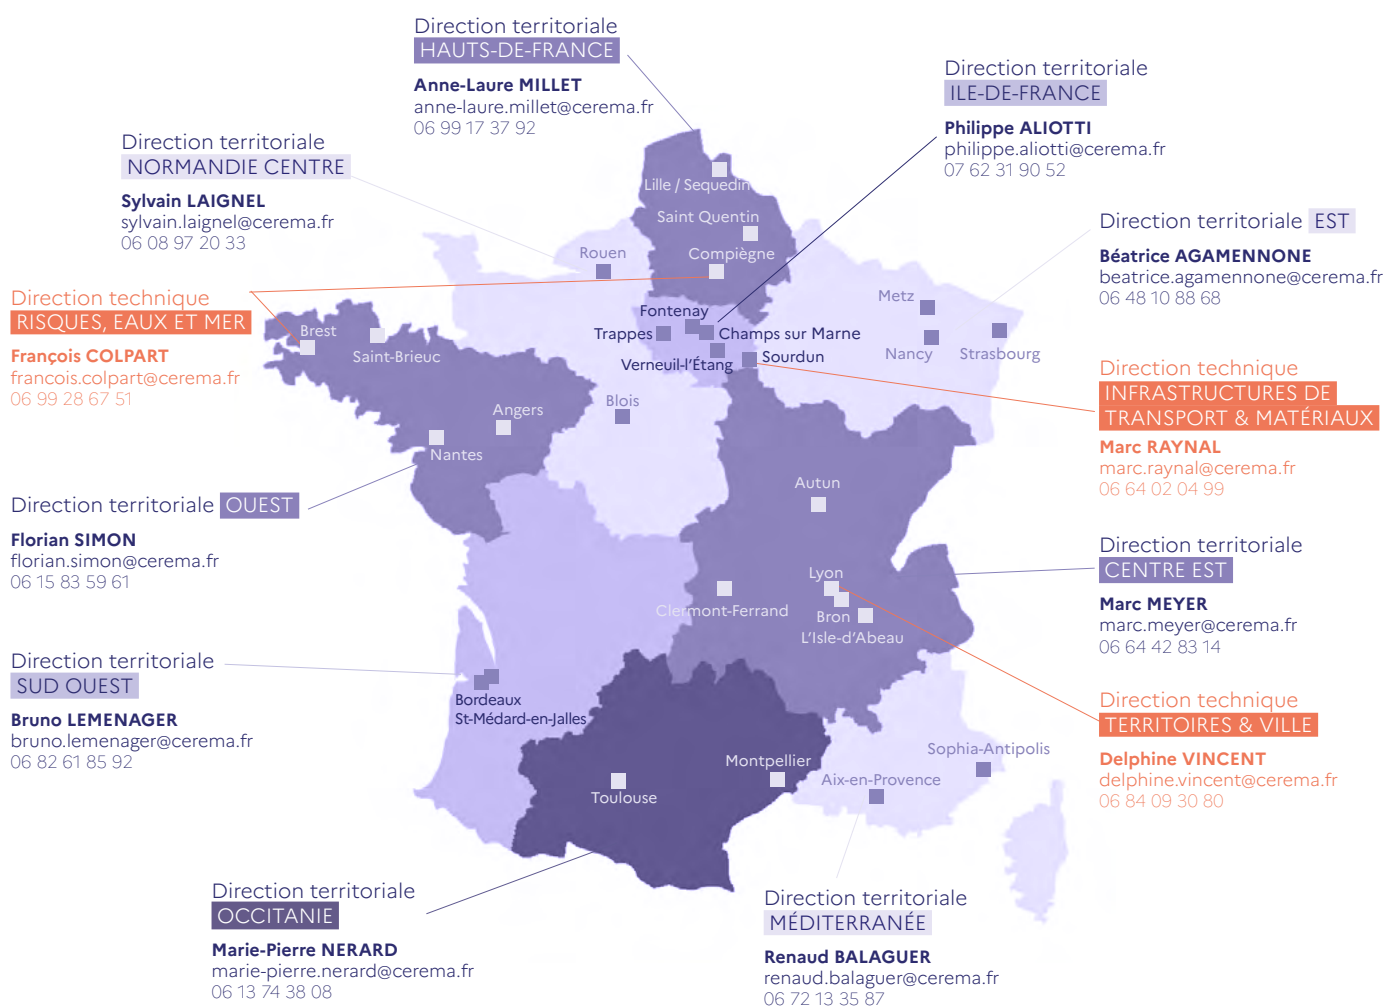 Direction territoriale
HAUTS-DE-FRANCE
Anne-Laure MILLET
anne-laure.millet@cerema.fr
06 99 17 37 92
Direction territoriale
ILE-DE-FRANCE
Philippe ALIOTTI
philippe.aliotti@cerema.fr
07 62 31 90 52
Direction territoriale
NORMANDIE CENTRE
Sylvain LAIGNEL
sylvain.laignel@cerema.fr
06 08 97 20 33
Direction territoriale EST
Béatrice AGAMENNONE
beatrice.agamennone@cerema.fr
06 48 10 88 68
Direction technique
RISQUES, EAUX ET MER
François COLPART
francois.colpart@cerema.fr
06 99 28 67 51
Direction technique
INFRASTRUCTURES DE
TRANSPORT & MATÉRIAUX
Marc RAYNAL
marc.raynal@cerema.fr
06 64 02 04 99
Direction territoriale OUEST
Florian SIMON
florian.simon@cerema.fr
06 15 83 59 61
Direction territoriale
CENTRE EST
Marc MEYER
marc.meyer@cerema.fr
06 64 42 83 14
Direction territoriale
SUD OUEST
Bruno LEMENAGER
bruno.lemenager@cerema.fr
06 82 61 85 92
Direction technique
TERRITOIRES & VILLE
Delphine VINCENT
delphine.vincent@cerema.fr
06 84 09 30 80
Direction territoriale
OCCITANIE
Marie-Pierre NERARD
marie-pierre.nerard@cerema.fr
06 13 74 38 08
Direction territoriale
MÉDITERRANÉE
Renaud BALAGUER
renaud.balaguer@cerema.fr
06 72 13 35 87
Lille / Sequedin
Saint Quentin
Compiègne
Rouen
Metz
Nancy
Strasbourg
Fontenay
Trappes
Champs sur Marne
Verneuil-l'Étang
Sourdun
Brest
Saint-Brieuc
Angers
Nantes
Blois
Autun
Lyon
Bron
L'Isle-d'Abeau
Clermont-Ferrand
Bordeaux
St-Médard-en-Jalles
Toulouse
Montpellier
Aix-en-Provence
Sophia-Antipolis